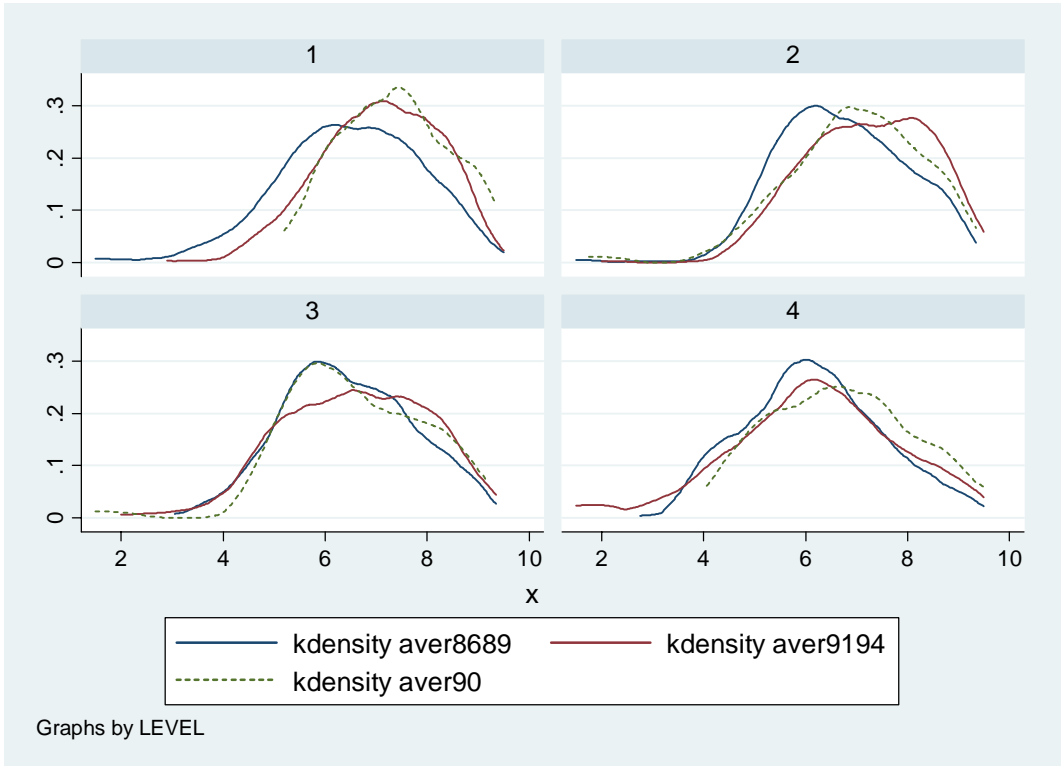 1
2
0 .1 .2 .3
3
4
0 .1 .2 .3
2 4 6 8 10
2 4 6 8 10
x
kdensity aver8689
kdensity aver9194
kdensity aver90
Graphs by LEVEL